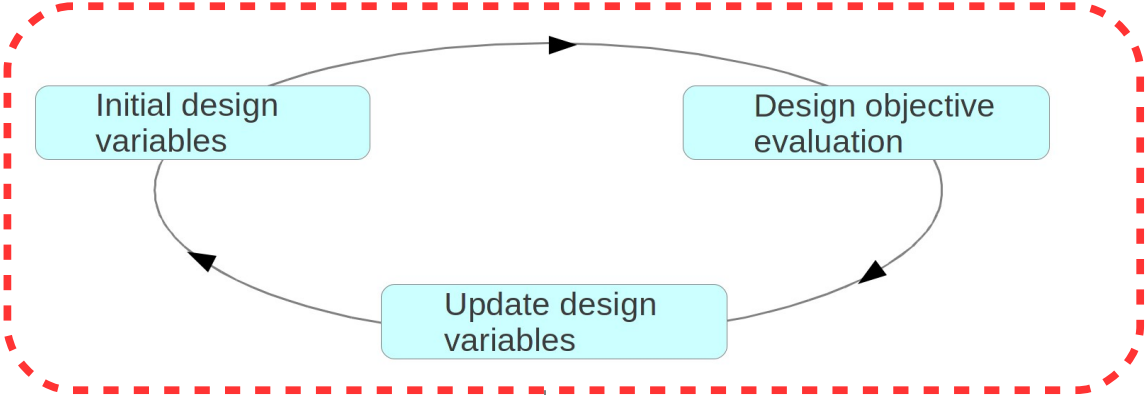 Initial design
variables
Design objective
evaluation
Update design
variables